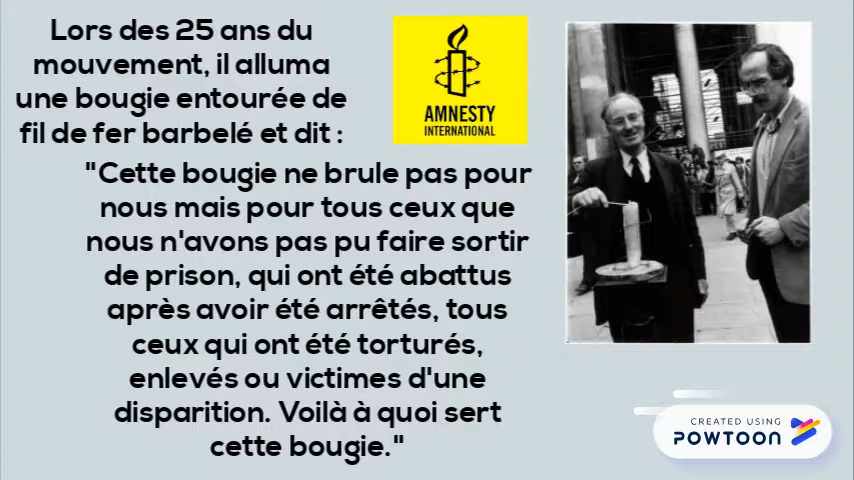 Lors des 25 ans du
mouvement, il alluma
une bougie entourée de
fil de fer barbelé et dit :
"Cette bougie ne brule pas pour
nous mais pour tous ceux que
nous n'avons pas pu faire sortir
de prison, qui ont été abattus
après avoir été arrêtés, tous
ceux qui ont été torturés,
enlevés ou victimes d'une
disparition. Voilà à quoi sert
cette bougie."
AMNESTY
INTERNATIONAL
CREATED USING
POWTOON